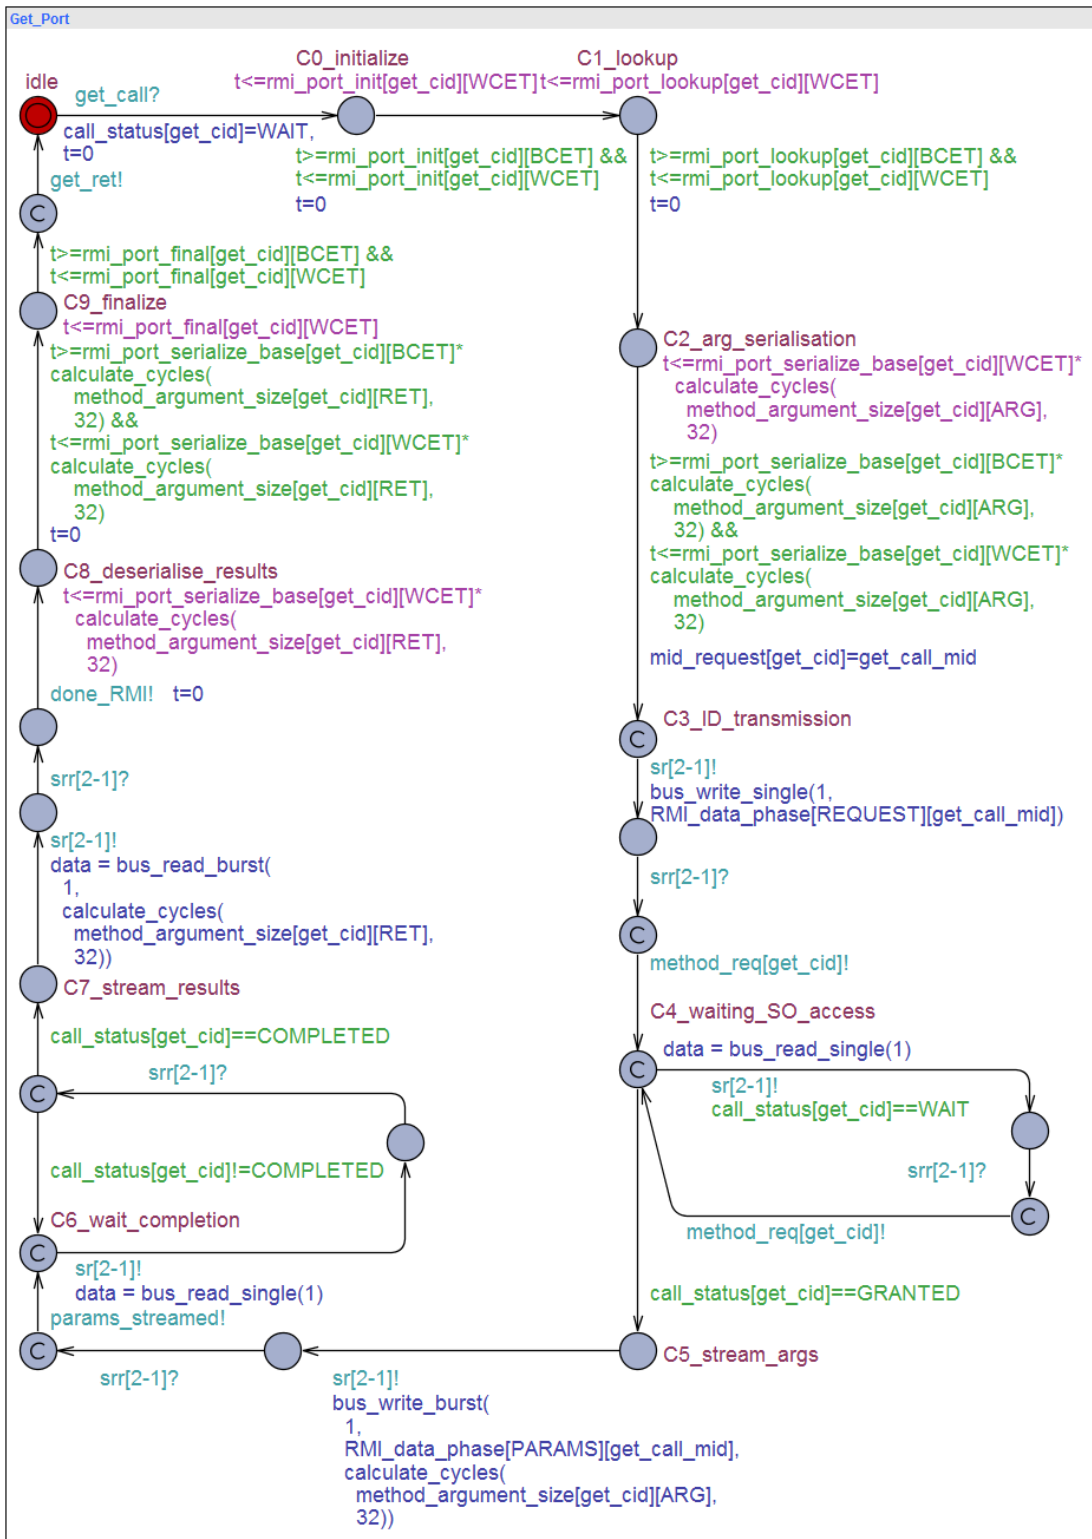 Get_Port
C0_initialize
t<=rmi_port_init[get_cid][WCET]
C1_lookup
t<=rmi_port_lookup[get_cid][WCET]
idle
get_call?
call_status[get_cid]=WAIT,
t=0
t>=rmi_port_init[get_cid][BCET] &&
t<=rmi_port_init[get_cid][WCET]
t=0
t>=rmi_port_lookup[get_cid][BCET] &&
t<=rmi_port_lookup[get_cid][WCET]
t=0
get_ret!
C
t>=rmi_port_final[get_cid][BCET] &&
t<=rmi_port_final[get_cid][WCET]
C9_finalize
t<=rmi_port_final[get_cid][WCET]
t>=rmi_port_serialize_base[get_cid][BCET]*
calculate_cycles(
method_argument_size[get_cid][RET],
32) &&
t<=rmi_port_serialize_base[get_cid][WCET]*
calculate_cycles(
method_argument_size[get_cid][RET],
32)
t=0
C8_deserialise_results
t<=rmi_port_serialize_base[get_cid][WCET]*
calculate_cycles(
method_argument_size[get_cid][RET],
32)
done_RMI! t=0
srr[2-1]?
sr[2-1]!
data = bus_read_burst(
1,
calculate_cycles(
method_argument_size[get_cid][RET],
32))
C7_stream_results
call_status[get_cid]==COMPLETED
srr[2-1]?
C
call_status[get_cid]!=COMPLETED
C6_wait_completion
C
sr[2-1]!
data = bus_read_single(1)
params_streamed!
C
srr[2-1]?
C2_arg_serialisation
t<=rmi_port_serialize_base[get_cid][WCET]*
calculate_cycles(
method_argument_size[get_cid][ARG],
32)
t>=rmi_port_serialize_base[get_cid][BCET]*
calculate_cycles(
method_argument_size[get_cid][ARG],
32) &&
t<=rmi_port_serialize_base[get_cid][WCET]*
calculate_cycles(
method_argument_size[get_cid][ARG],
32)
mid_request[get_cid]=get_call_mid
C3_ID_transmission
C
sr[2-1]!
bus_write_single(1,
RMI_data_phase[REQUEST][get_call_mid])
srr[2-1]?
C
method_req[get_cid]!
C4_waiting_SO_access
data = bus_read_single(1)
C
sr[2-1]!
call_status[get_cid]==WAIT
srr[2-1]?
C
method_req[get_cid]!
call_status[get_cid]==GRANTED
C5_stream_args
sr[2-1]!
bus_write_burst(
1,
RMI_data_phase[PARAMS][get_call_mid],
calculate_cycles(
method_argument_size[get_cid][ARG],
32))